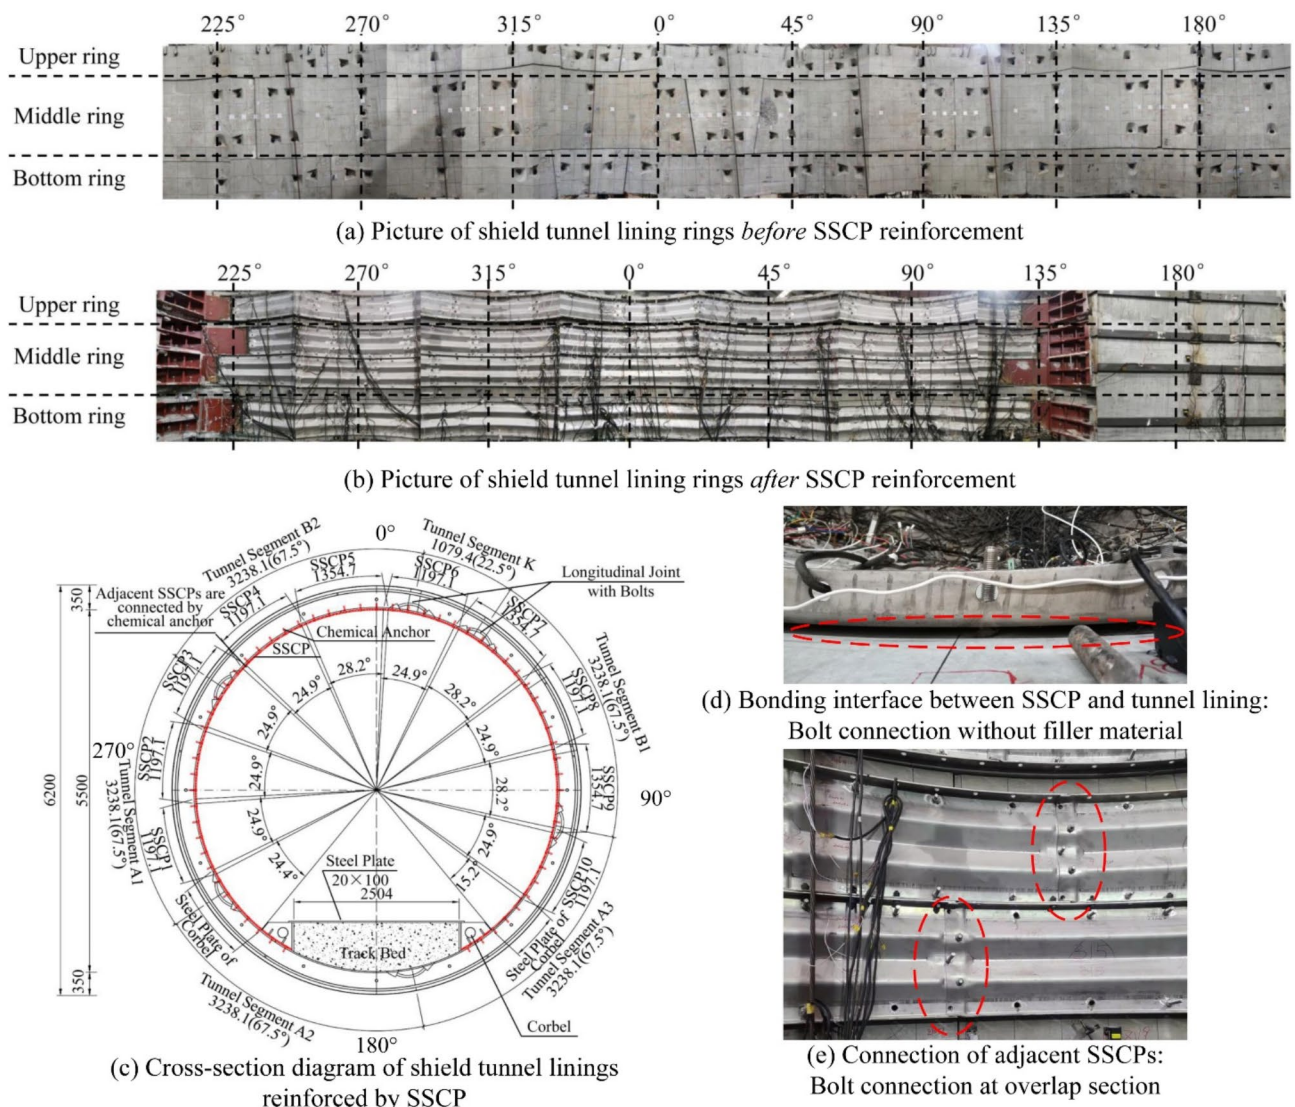 225° 270° 315° 0° 45° 90° 135° 180°
Upper ring
Middle ring
Bottom ring
(a) Picture of shield tunnel lining rings before SSCP reinforcement
225° 270° 315° 0° 45° 90° 135° 180°
Upper ring
Middle ring
Bottom ring
(b) Picture of shield tunnel lining rings after SSCP reinforcement
0°
90°
180°
270°
Tunnel Segment B2
3238.1(67.5°)
Tunnel Segment K
1079.4(22.5°)
Tunnel Segment B1
3238.1(67.5°)
Tunnel Segment A3
3238.1(67.5°)
Tunnel Segment A2
3238.1(67.5°)
Tunnel Segment A1
3238.1(67.5°)
SSCP1
1197.1
SSCP2
1197.1
SSCP3
1197.1
SSCP4
1197.1
SSCP5
1354.7
SSCP6
1197.1
SSCP7
1354.7
SSCP8
1197.1
SSCP9
1354.7
SSCP10
1197.1
Adjacent SSCPs are
connected by
chemical anchor
Longitudinal Joint
with Bolts
Chemical Anchor
SSCP
28.2°
24.9°
28.2°
24.9°
28.2°
24.9°
15.2°
24.4°
24.9°
24.9°
24.9°
24.9°
350
5500
6200
350
Steel Plate
20×100
2504
Track Bed
Steel Plate of
Corbel
Steel Plate of
Corbel
Corbel
(c) Cross-section diagram of shield tunnel linings
reinforced by SSCP
(d) Bonding interface between SSCP and tunnel lining:
Bolt connection without filler material
(e) Connection of adjacent SSCPs:
Bolt connection at overlap section